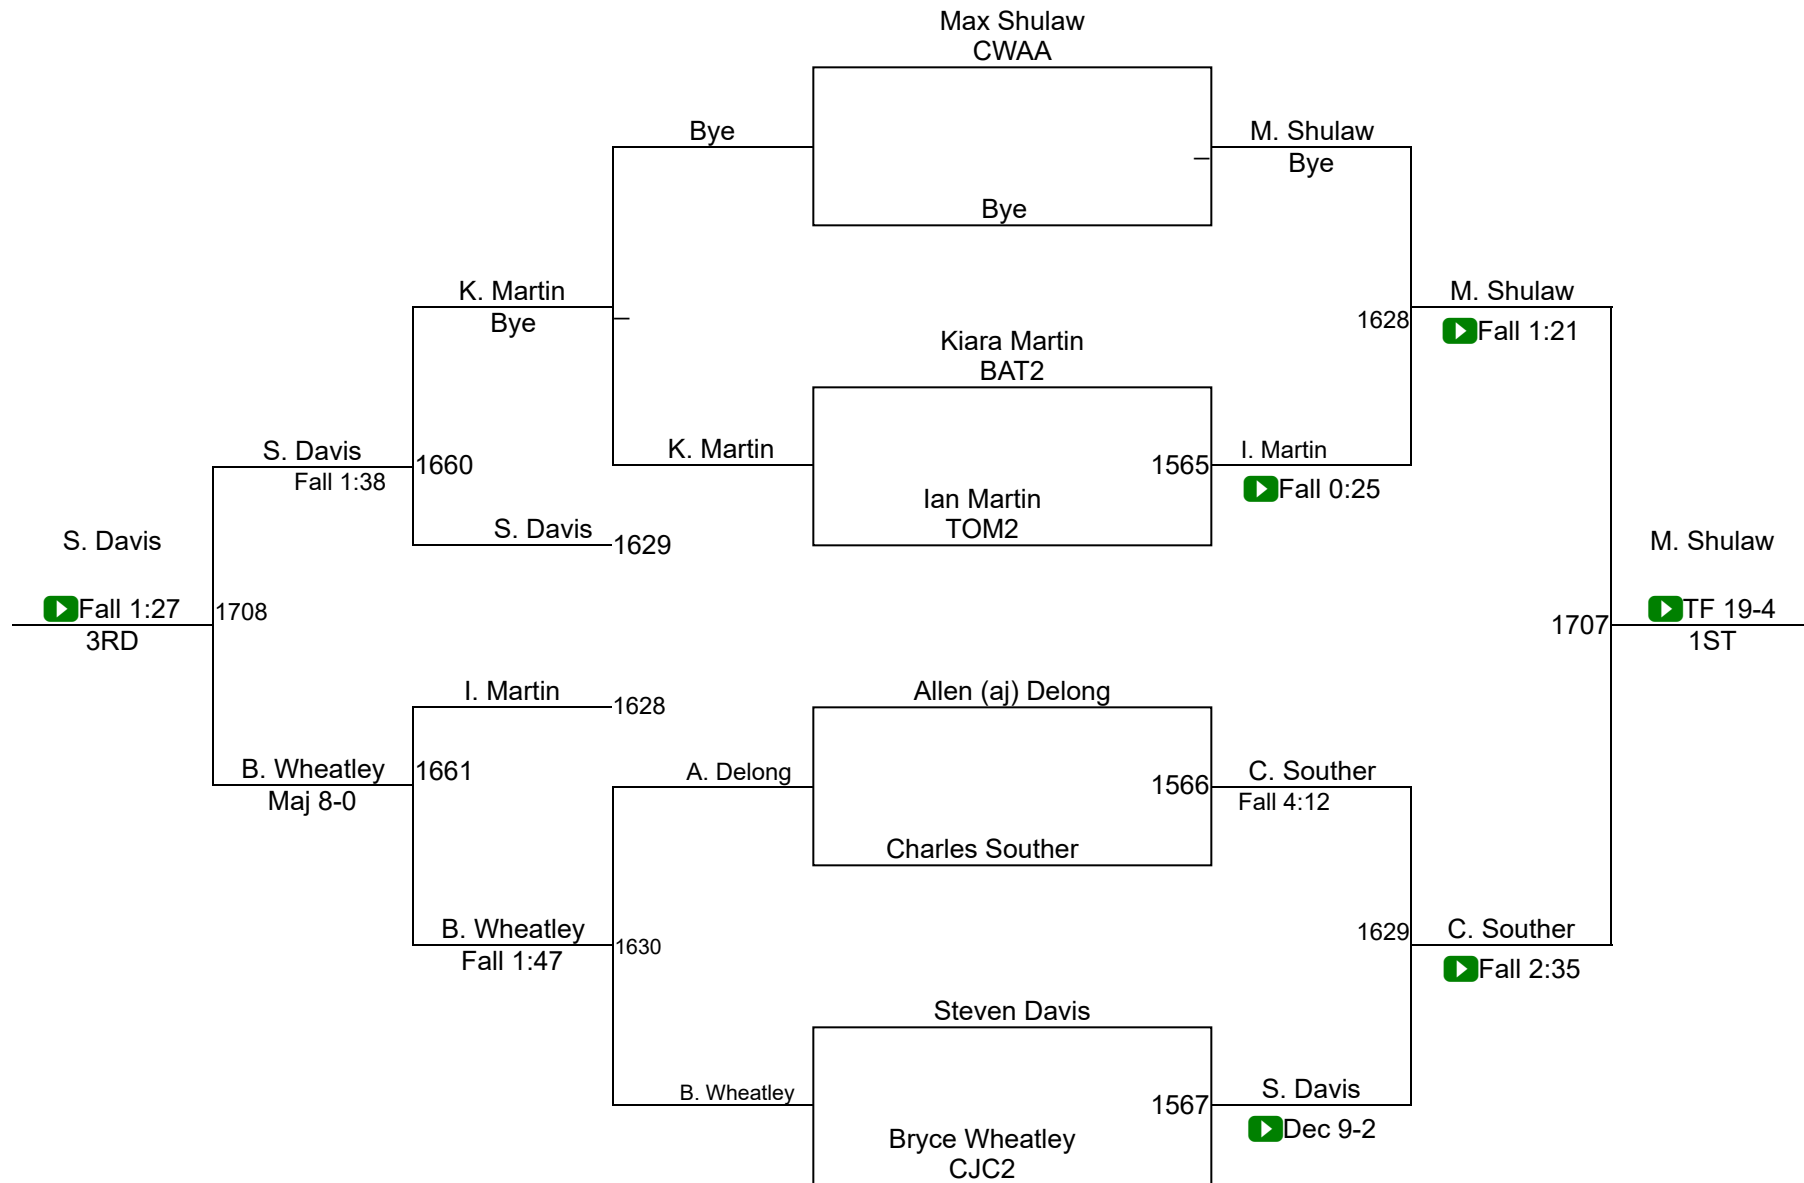 Max Shulaw
CWAA
Bye
M. Shulaw
Bye
Bye
K. Martin
Bye
M. Shulaw
1628
Fall 1:21
Kiara Martin
BAT2
S. Davis
Fall 1:38
1660
K. Martin
1565
I. Martin
Fall 0:25
Ian Martin
TOM2
S. Davis
1629
S. Davis
Fall 1:27
3RD
1708
M. Shulaw
1707
TF 19-4
1ST
I. Martin
1628
Allen (aj) Delong
B. Wheatley
Maj 8-0
1661
A. Delong
1566
C. Souther
Fall 4:12
Charles Souther
B. Wheatley
Fall 1:47
1630
1629
C. Souther
Fall 2:35
Steven Davis
B. Wheatley
1567
S. Davis
Dec 9-2
Bryce Wheatley
CJC2